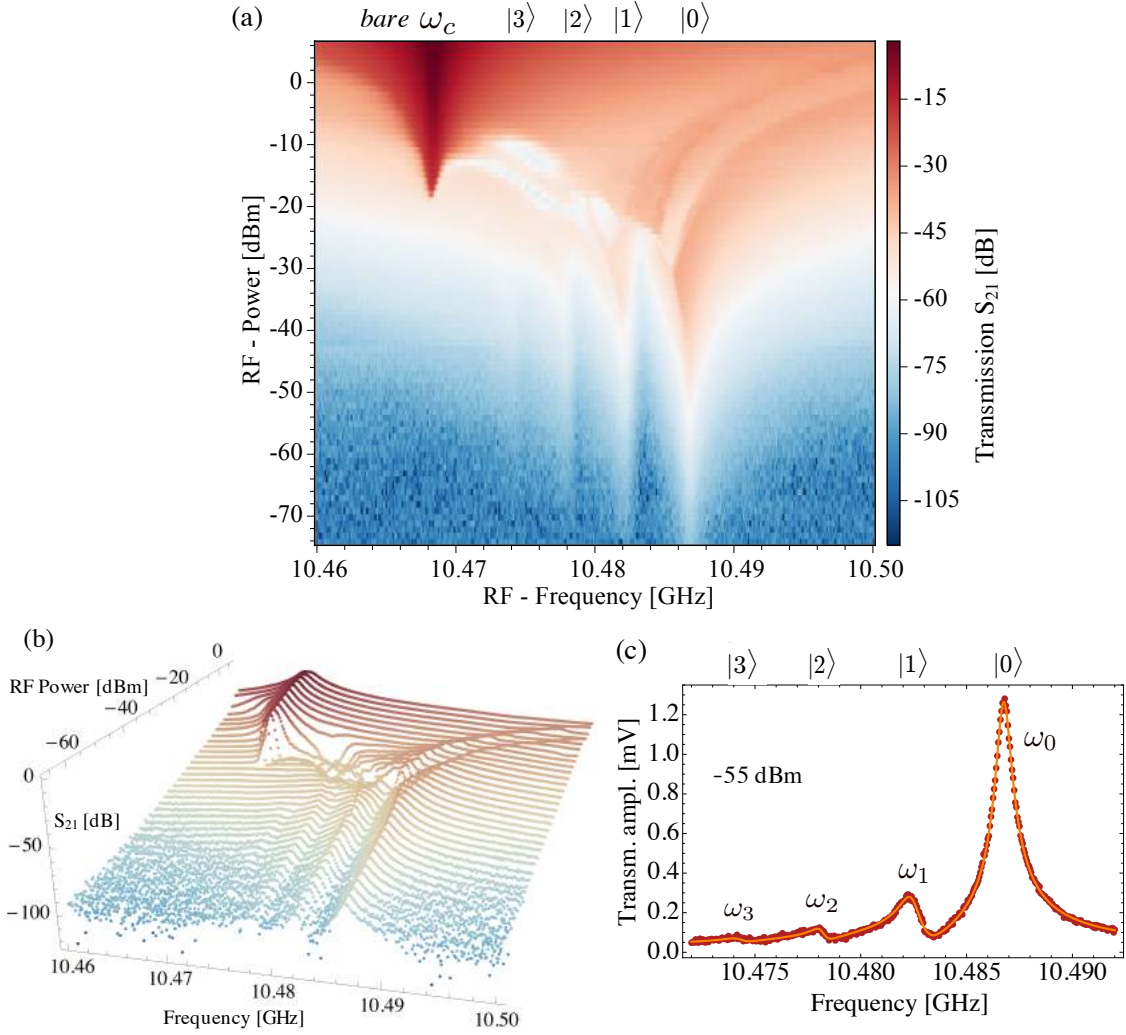 (a)
bare ω_c |3⟩ |2⟩ |1⟩ |0⟩
RF - Power [dBm]
0
-10
-20
-30
-40
-50
-60
-70
10.46 10.47 10.48 10.49 10.50
RF - Frequency [GHz]
-15
-30
-45
-60
-75
-90
-105
Transmission S₂₁ [dB]
(b)
RF Power [dBm]
0
−20
−40
−60
0
−50
−100
S₂₁ [dB]
10.46 10.47 10.48 10.49 10.50
Frequency [GHz]
(c)
|3⟩ |2⟩ |1⟩ |0⟩
Transm. ampl. [mV]
1.2
1.0
0.8
0.6
0.4
0.2
0.0
-55 dBm
ω₀
ω₁
ω₂
ω₃
10.475 10.480 10.485 10.490
Frequency [GHz]